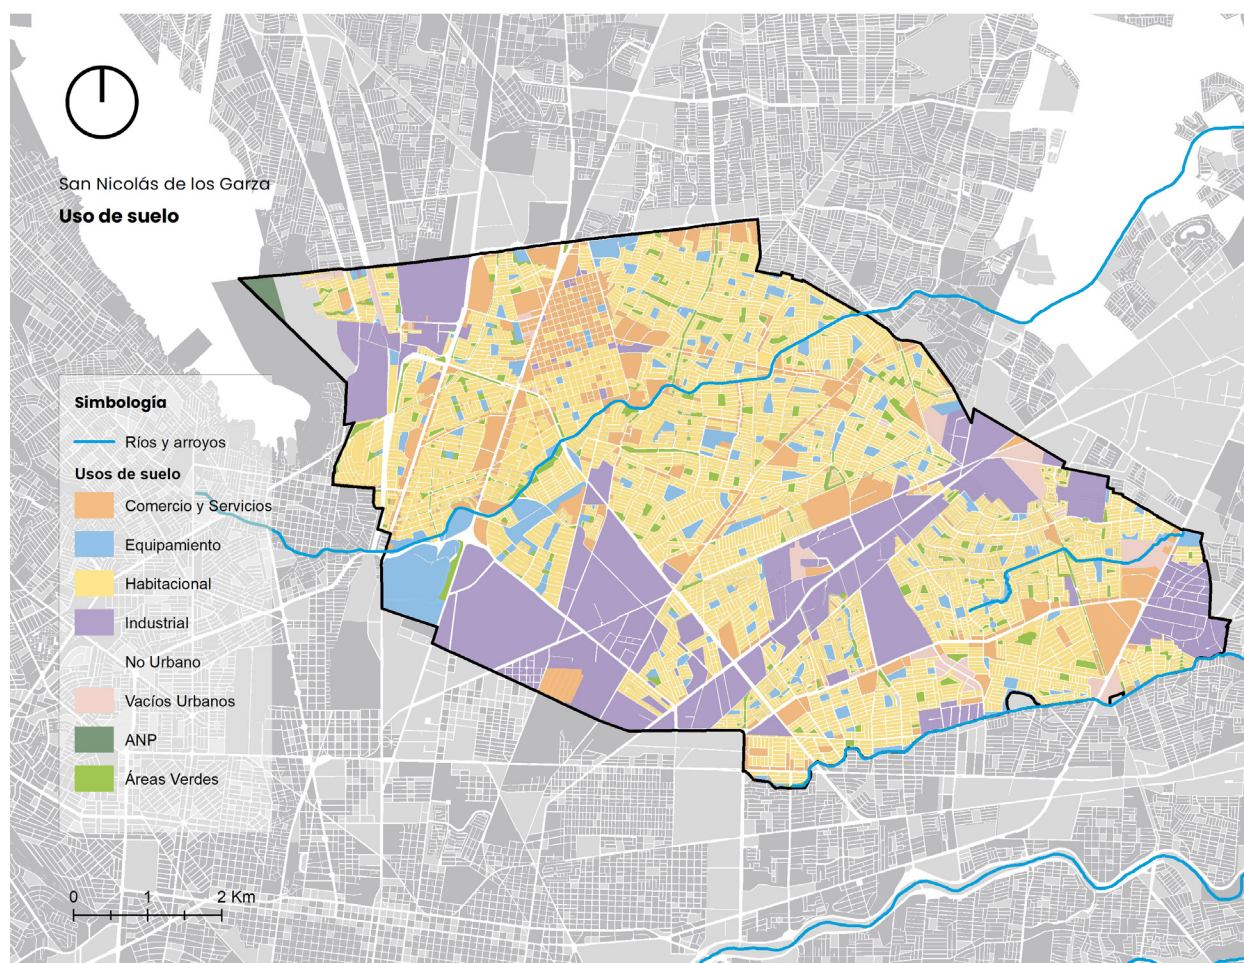 San Nicolás de los Garza
Uso de suelo
Simbología
Ríos y arroyos
Usos de suelo
Comercio y Servicios
Equipamiento
Habitacional
Industrial
No Urbano
Vacíos Urbanos
ANP
Áreas Verdes
0 1 2 Km